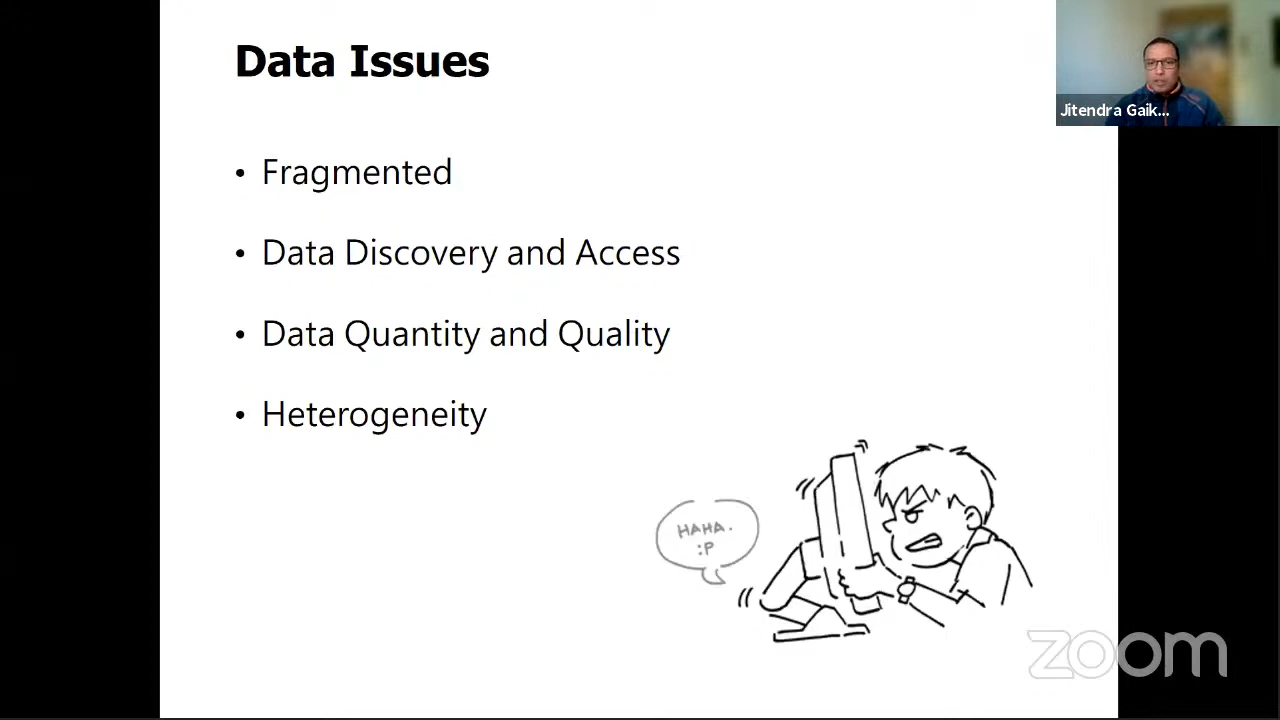 Data Issues
Jitendra Gaik...
• Fragmented
• Data Discovery and Access
• Data Quantity and Quality
• Heterogeneity
HAHA.
:P
zoom